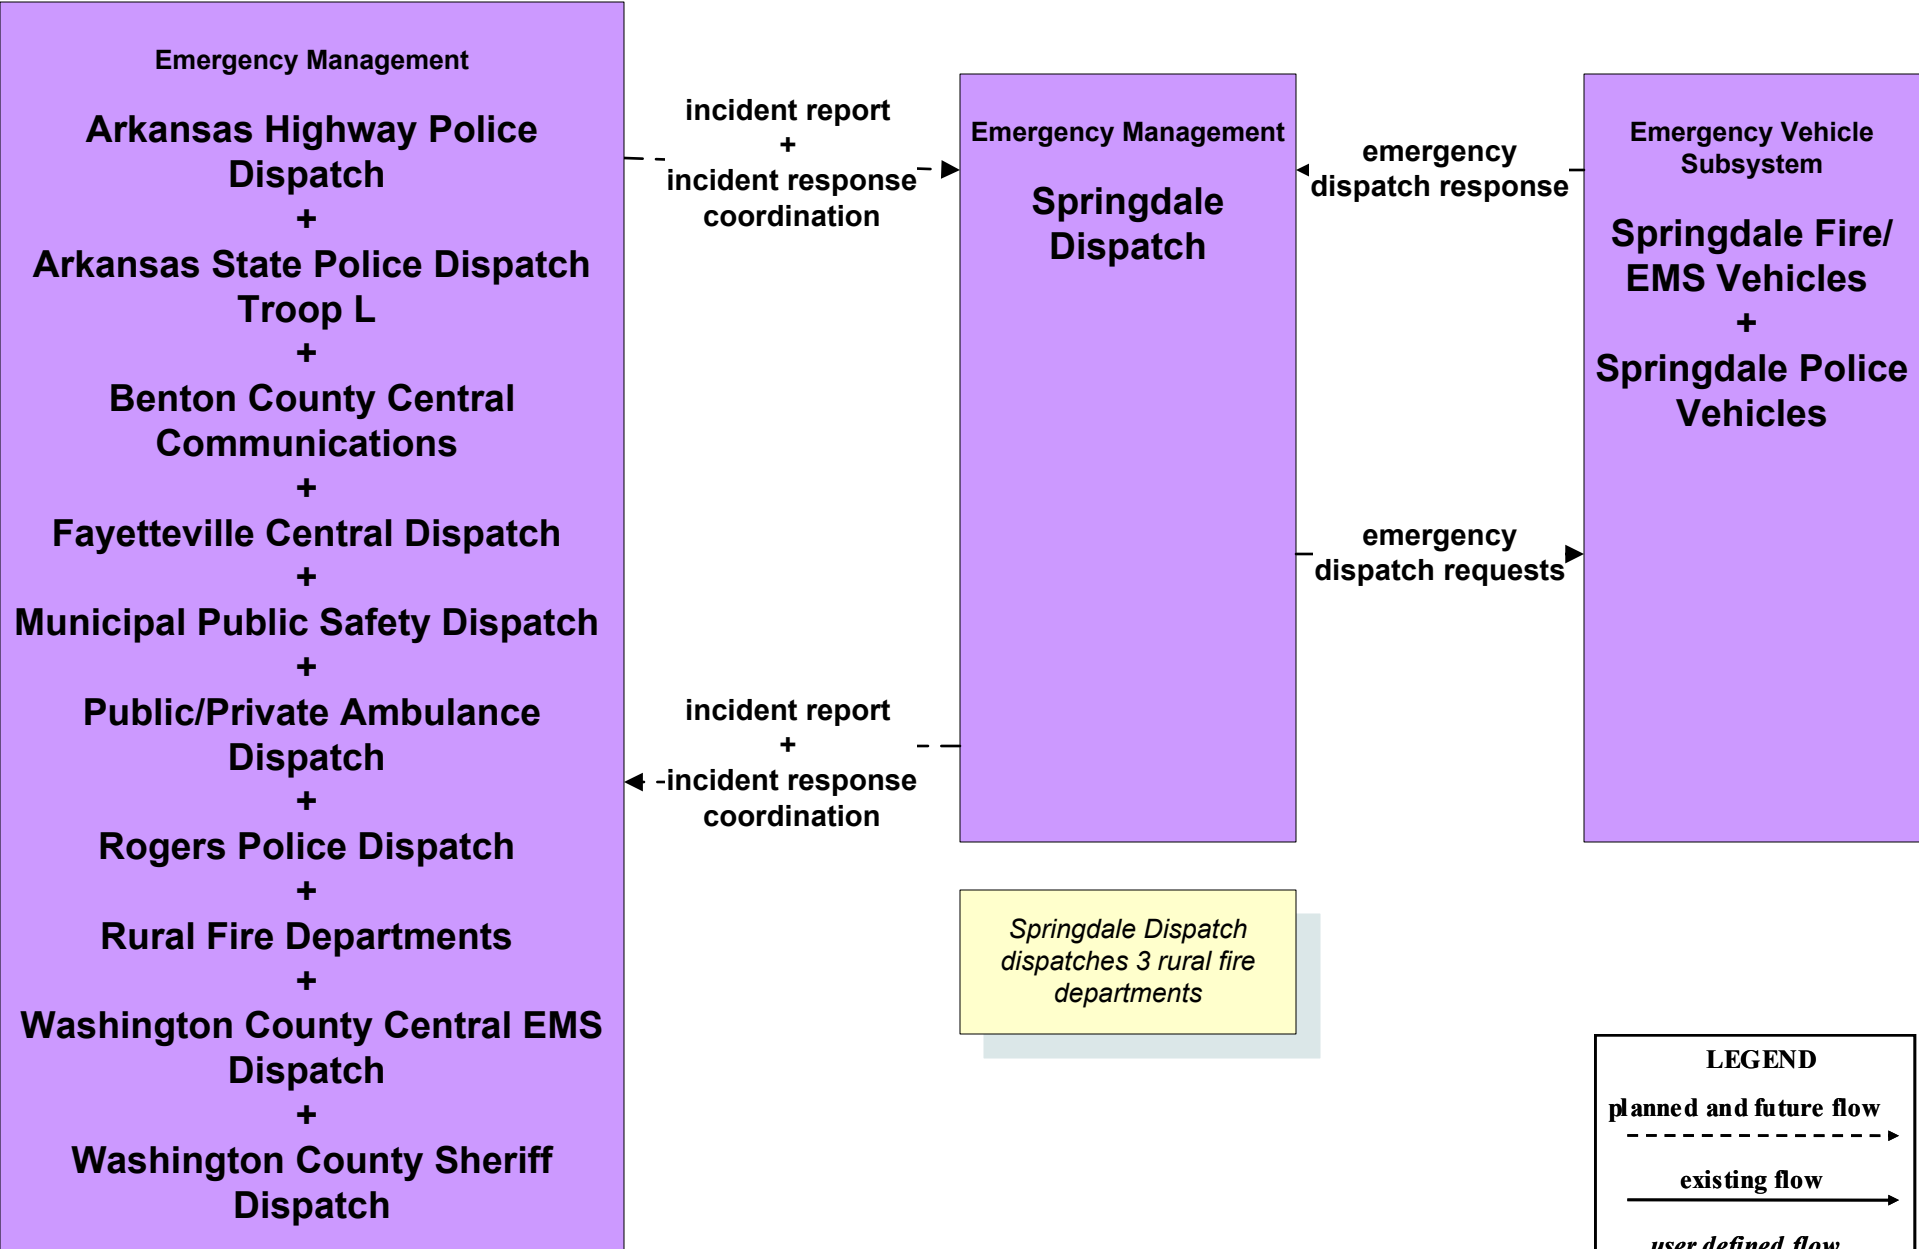 Emergency Management
Arkansas Highway Police
Dispatch
+
Arkansas State Police Dispatch
Troop L
+
Benton County Central
Communications
+
Fayetteville Central Dispatch
+
Municipal Public Safety Dispatch
+
Public/Private Ambulance
Dispatch
+
Rogers Police Dispatch
+
Rural Fire Departments
+
Washington County Central EMS
Dispatch
+
Washington County Sheriff
Dispatch
incident report
+
incident response
coordination
incident report
+
incident response
coordination
Emergency Management
Springdale
Dispatch
Springdale Dispatch
dispatches 3 rural fire
departments
emergency
dispatch response
emergency
dispatch requests
Emergency Vehicle
Subsystem
Springdale Fire/
EMS Vehicles
+
Springdale Police
Vehicles
LEGEND
planned and future flow
existing flow
user defined flow